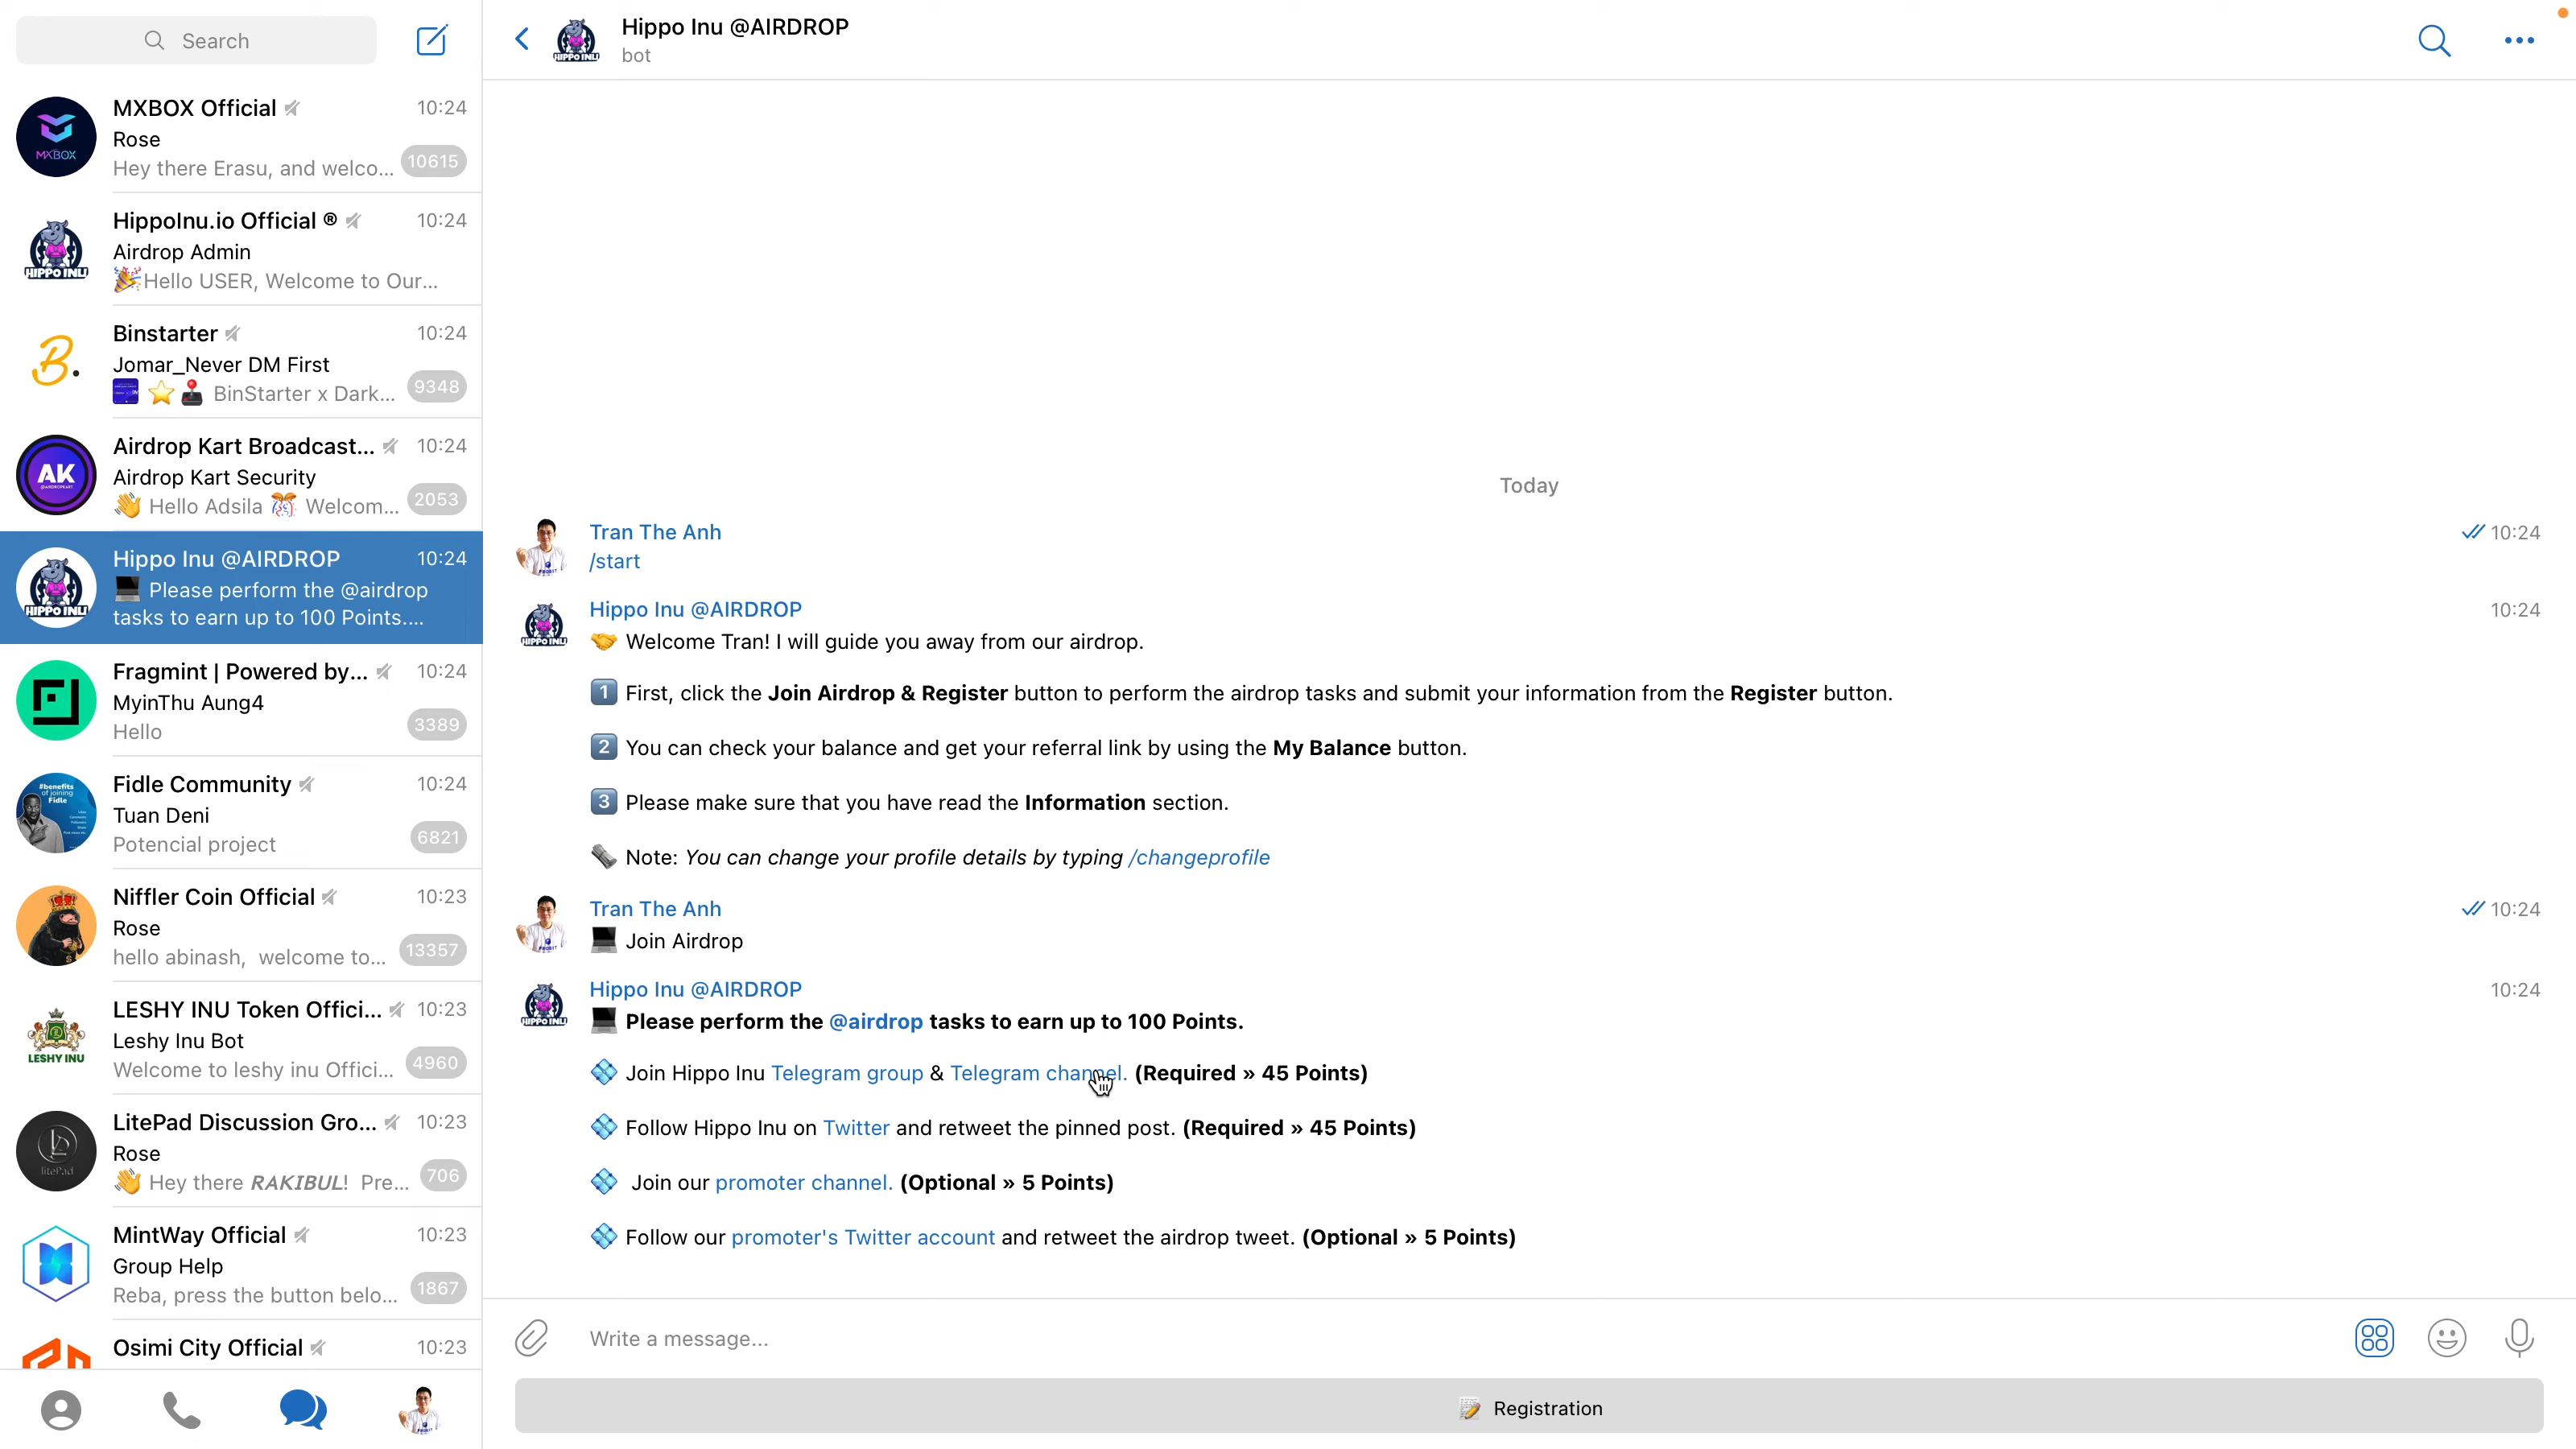 Search
MXBOX Official 10:24
Rose
Hey there Erasu, and welco... 10615
HippoInu.io Official ® 10:24
Airdrop Admin
🎉Hello USER, Welcome to Our...
Binstarter 10:24
Jomar_Never DM First
⭐🕹 BinStarter x Dark... 9348
Airdrop Kart Broadcast... 10:24
Airdrop Kart Security
👋 Hello Adsila 🎊 Welcom... 2053
Hippo Inu @AIRDROP 10:24
💻 Please perform the @airdrop
tasks to earn up to 100 Points....
Fragmint | Powered by... 10:24
MyinThu Aung4
Hello 3389
Fidle Community 10:24
Tuan Deni
Potencial project 6821
Niffler Coin Official 10:23
Rose
hello abinash, welcome to... 13357
LESHY INU Token Offici... 10:23
Leshy Inu Bot
Welcome to leshy inu Offici... 4960
LitePad Discussion Gro... 10:23
Rose
👋 Hey there RAKIBUL! Pre... 706
MintWay Official 10:23
Group Help
Reba, press the button belo... 1867
Osimi City Official 10:23
MXBOX
HIPPO INU
B.
AK
HIPPO INU
#benefits
of joining
Fidle
LESHY INU
litePad
Hippo Inu @AIRDROP
bot
Today
Tran The Anh 10:24
/start
Hippo Inu @AIRDROP 10:24
🤝 Welcome Tran! I will guide you away from our airdrop.
1️⃣ First, click the Join Airdrop & Register button to perform the airdrop tasks and submit your information from the Register button.
2️⃣ You can check your balance and get your referral link by using the My Balance button.
3️⃣ Please make sure that you have read the Information section.
🗞 Note: You can change your profile details by typing /changeprofile
Tran The Anh 10:24
💻 Join Airdrop
Hippo Inu @AIRDROP 10:24
💻 Please perform the @airdrop tasks to earn up to 100 Points.
💠 Join Hippo Inu Telegram group & Telegram channel. (Required » 45 Points)
💠 Follow Hippo Inu on Twitter and retweet the pinned post. (Required » 45 Points)
💠 Join our promoter channel. (Optional » 5 Points)
💠 Follow our promoter's Twitter account and retweet the airdrop tweet. (Optional » 5 Points)
Write a message...
📝 Registration